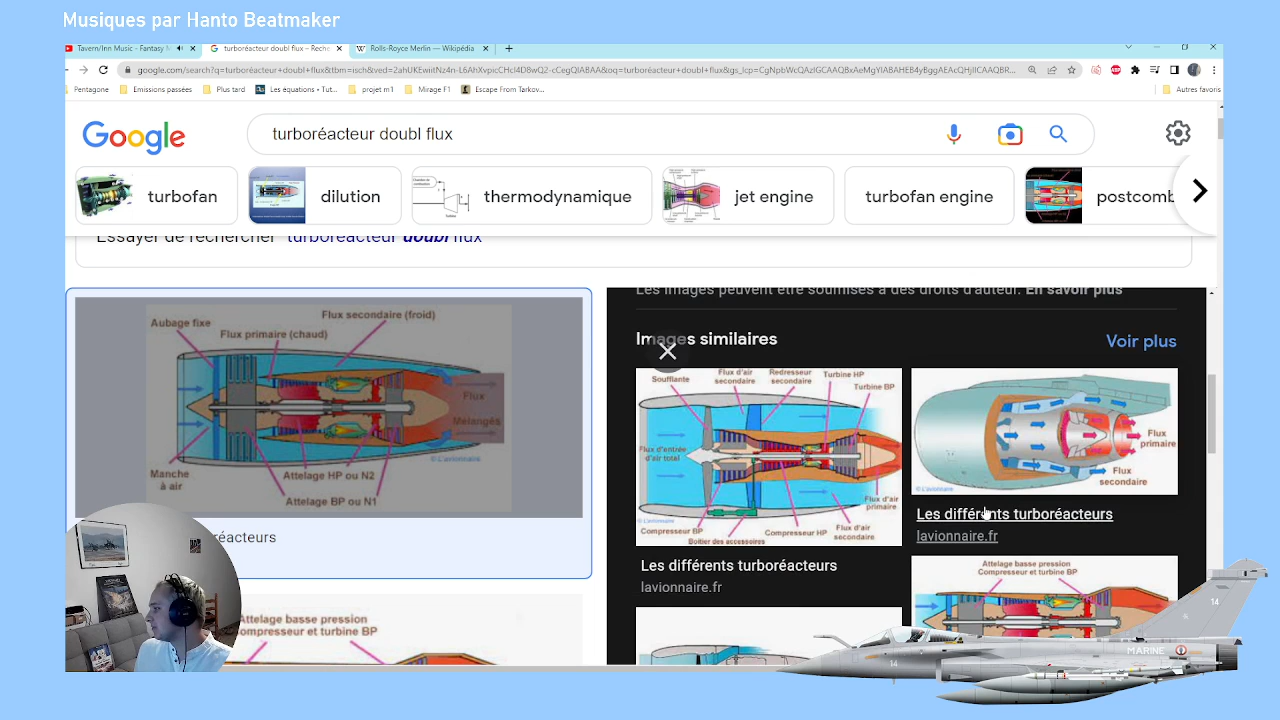 Musiques par Hanto Beatmaker
Tavern/Inn Music - Fantasy
turboréacteur doubl flux – Reche
Rolls-Royce Merlin — Wikipédia
Pentagone
Emissions passées
Plus tard
Les équations • Tut...
projet m1
Mirage F1
Escape From Tarkov...
Autres favoris
Google
turboréacteur doubl flux
turbofan
dilution
thermodynamique
jet engine
turbofan engine
postcomb
Essayer de rechercher turboréacteur doubl flux
Les images peuvent être soumises à des droits d'auteur. En savoir plus
Images similaires
Voir plus
Aubage fixe
Flux secondaire (froid)
Flux primaire (chaud)
Flux
Mélangés
Manche
à air
Attelage HP ou N2
Attelage BP ou N1
© L'avionnaire
réacteurs
Attelage basse pression
Compresseur et turbine BP
Soufflante
Flux d'air
secondaire
Redresseur
secondaire
Turbine HP
Turbine BP
Flux d'entrée
d'air total
Flux d'air
primaire
© L'avionnaire
Compresseur BP
Boitier des accessoires
Compresseur HP
Flux d'air
secondaire
Les différents turboréacteurs
lavionnaire.fr
Flux
primaire
Flux
secondaire
© L'avionnaire
Les différents turboréacteurs
lavionnaire.fr
Attelage basse pression
Compresseur et turbine BP
14
MARINE
14